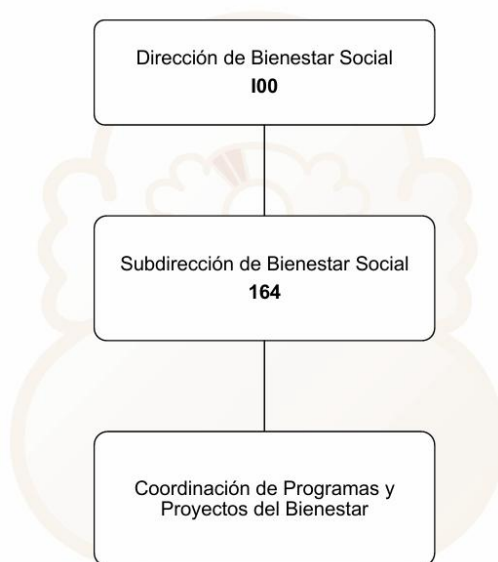 Dirección de Bienestar Social
I00
Subdirección de Bienestar Social
164
Coordinación de Programas y
Proyectos del Bienestar